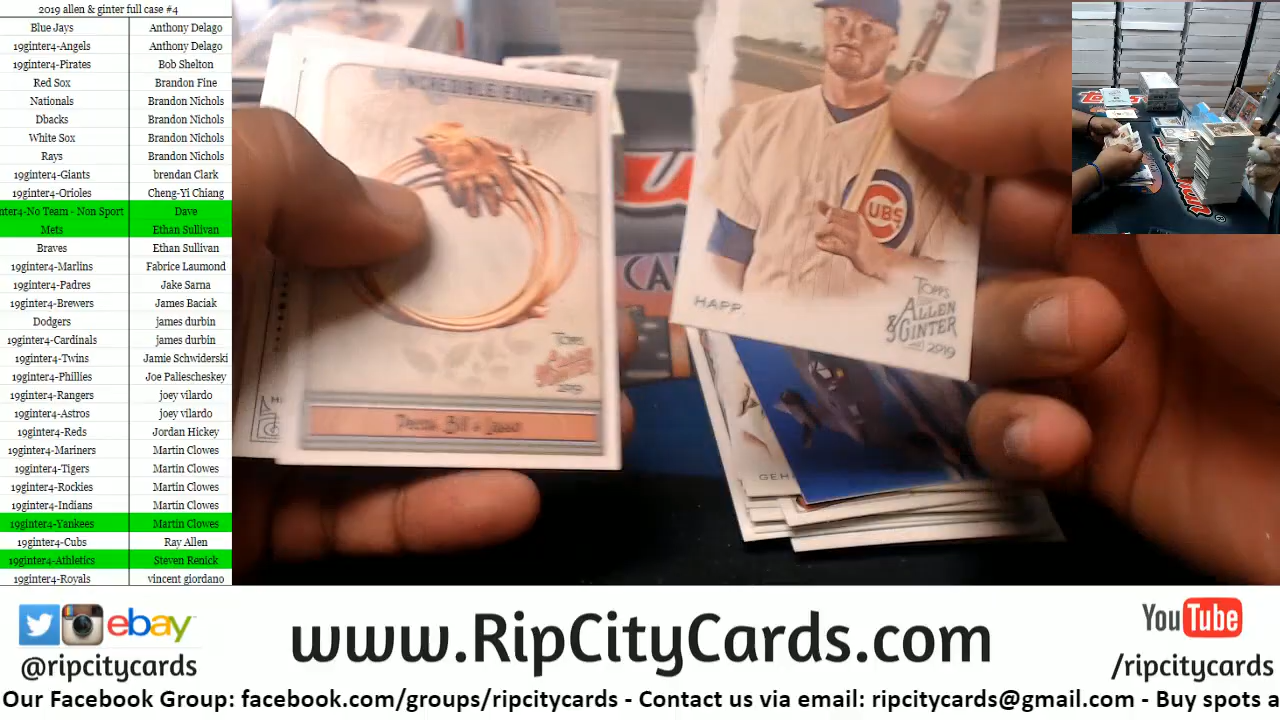 2019 allen & ginter full case #4
Blue Jays Anthony Delago
19ginter4-Angels Anthony Delago
19ginter4-Pirates Bob Shelton
Red Sox Brandon Fine
Nationals Brandon Nichols
Dbacks Brandon Nichols
White Sox Brandon Nichols
Rays Brandon Nichols
19ginter4-Giants brendan Clark
19ginter4-Orioles Cheng-Yi Chiang
nter4-No Team - Non Sport Dave
Mets Ethan Sullivan
Braves Ethan Sullivan
19ginter4-Marlins Fabrice Laumond
19ginter4-Padres Jake Sarna
19ginter4-Brewers James Baciak
Dodgers james durbin
19ginter4-Cardinals james durbin
19ginter4-Twins Jamie Schwiderski
19ginter4-Phillies Joe Paliescheskey
19ginter4-Rangers joey vilardo
19ginter4-Astros joey vilardo
19ginter4-Reds Jordan Hickey
19ginter4-Mariners Martin Clowes
19ginter4-Tigers Martin Clowes
19ginter4-Rockies Martin Clowes
19ginter4-Indians Martin Clowes
19ginter4-Yankees Martin Clowes
19ginter4-Cubs Ray Allen
19ginter4-Athletics Steven Renick
19ginter4-Royals vincent giordano
INCREDIBLE EQUIPMENT
TOPPS
2019
Pecos Bill's Lasso
CUBS
HAPP
TOPPS
ALLEN
& GINTER
2019
GEH
ebay
@ripcitycards
www.RipCityCards.com
YouTube
/ripcitycards
Our Facebook Group: facebook.com/groups/ripcitycards - Contact us via email: ripcitycards@gmail.com - Buy spots a